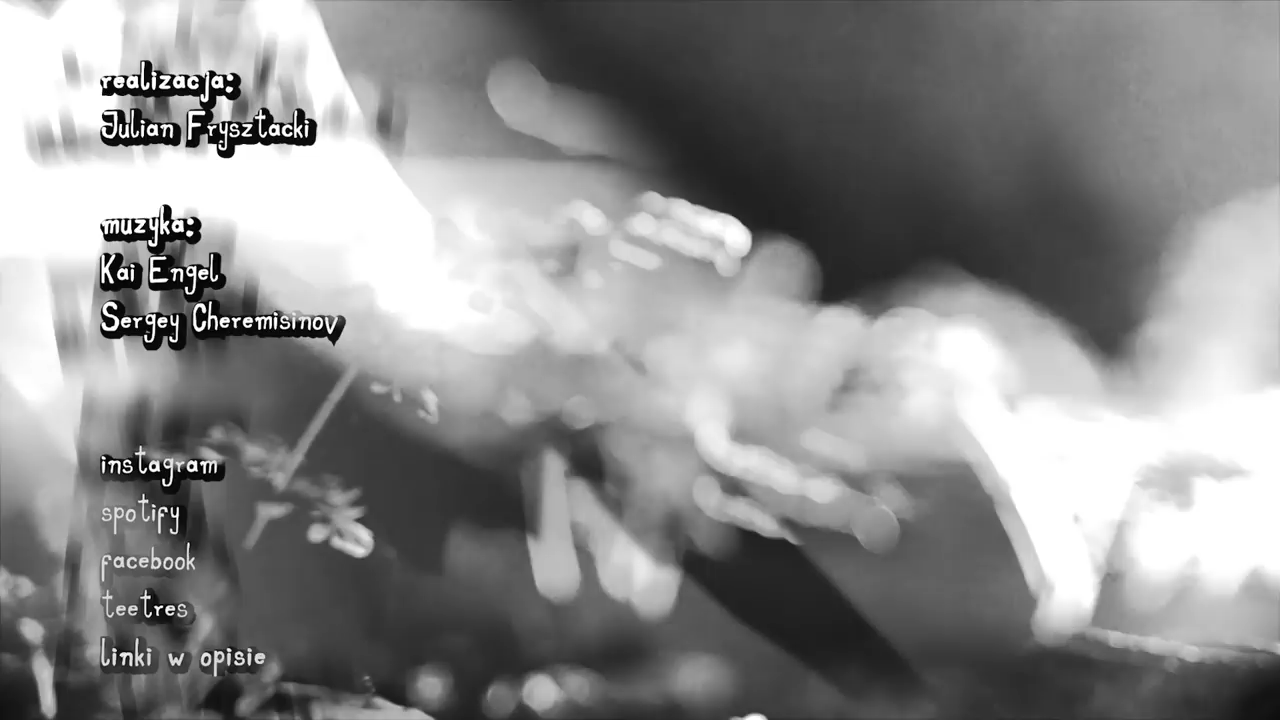 realizacja:
Julian Frysztacki
muzyka:
Kai Engel
Sergey Cheremisinov
instagram
spotify
facebook
teetres
linki w opisie